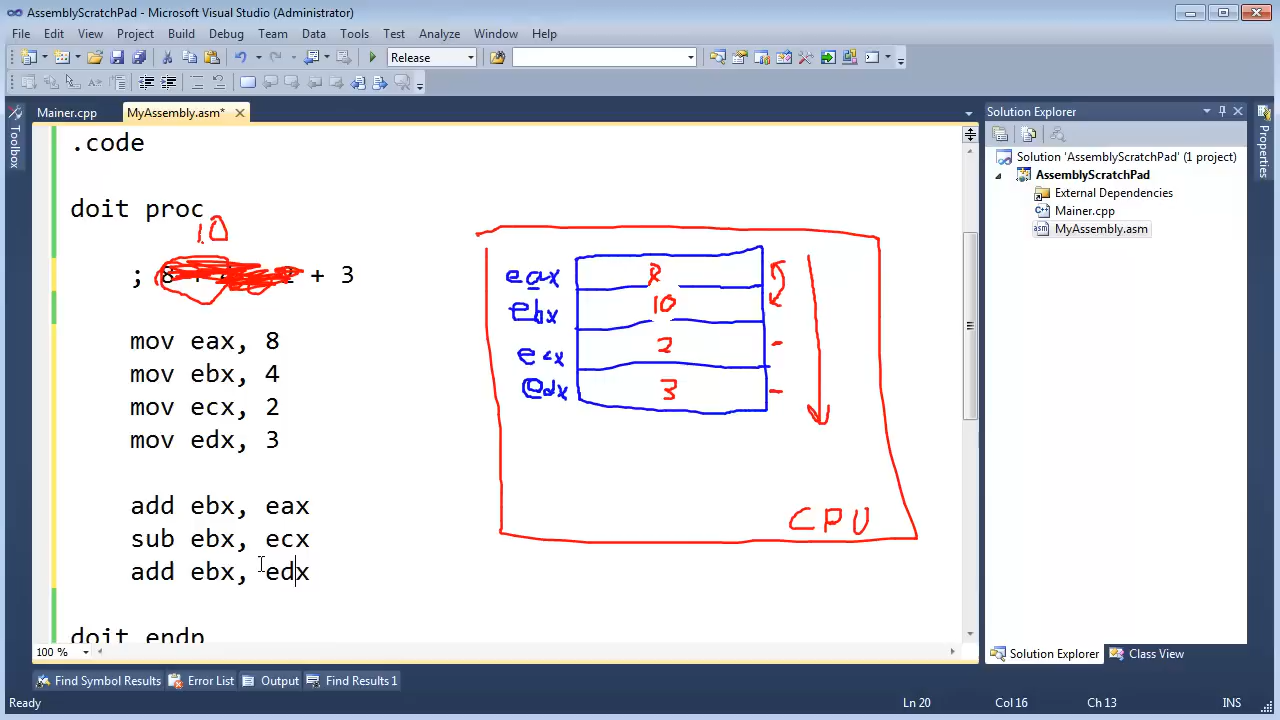 AssemblyScratchPad - Microsoft Visual Studio (Administrator)
File Edit View Project Build Debug Team Data Tools Test Analyze Window Help
Release
Mainer.cpp MyAssembly.asm*
Toolbox
.code
doit proc
10
; + 3
mov eax, 8
mov ebx, 4
mov ecx, 2
mov edx, 3
add ebx, eax
sub ebx, ecx
add ebx, edx
doit endp
eax 8
ebx 10
ecx 2
edx 3
CPU
Solution Explorer
Solution 'AssemblyScratchPad' (1 project)
AssemblyScratchPad
External Dependencies
Mainer.cpp
MyAssembly.asm
Properties
100 %
Solution Explorer Class View
Find Symbol Results Error List Output Find Results 1
Ready Ln 20 Col 16 Ch 13 INS